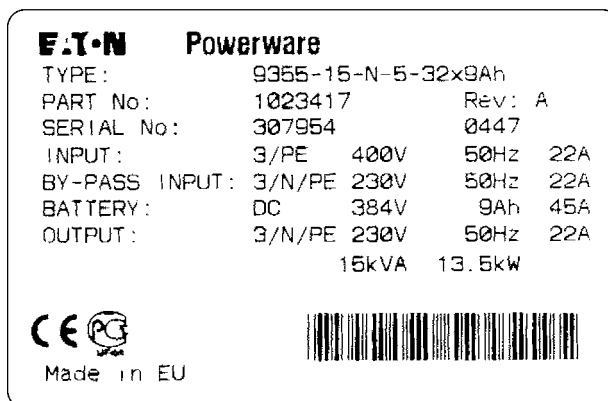 EATON Powerware
TYPE: 9355-15-N-5-32x9Ah
PART No: 1023417 Rev: A
SERIAL No: 307954 0447
INPUT: 3/PE 400V 50Hz 22A
BY-PASS INPUT: 3/N/PE 230V 50Hz 22A
BATTERY: DC 384V 9Ah 45A
OUTPUT: 3/N/PE 230V 50Hz 22A
15kVA 13.5kW
CE
Made in EU